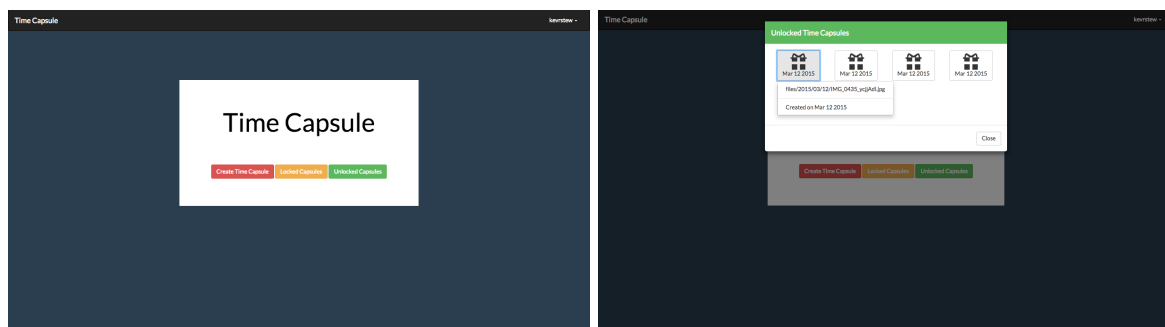 Time Capsule
kevrstew
Time Capsule
Create Time Capsule
Locked Capsules
Unlocked Capsules
Time Capsule
kevrstew
Unlocked Time Capsules
Mar 12 2015
Mar 12 2015
Mar 12 2015
Mar 12 2015
files/2015/03/12/IMG_0435_ycjjAdl.jpg
Created on Mar 12 2015
Close
Create Time Capsule
Locked Capsules
Unlocked Capsules